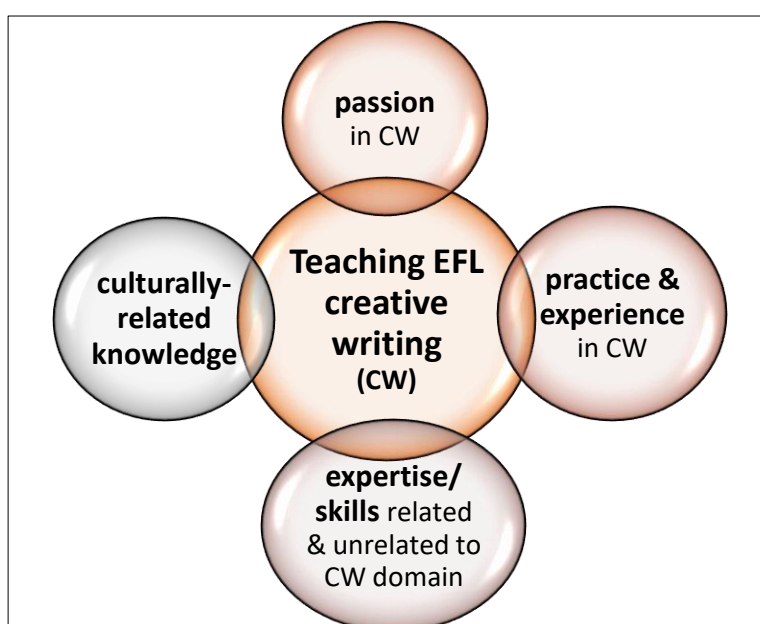 passion
in CW
Teaching EFL
creative
writing
(CW)
culturally-
related
knowledge
practice &
experience
in CW
expertise/
skills related
& unrelated to
CW domain